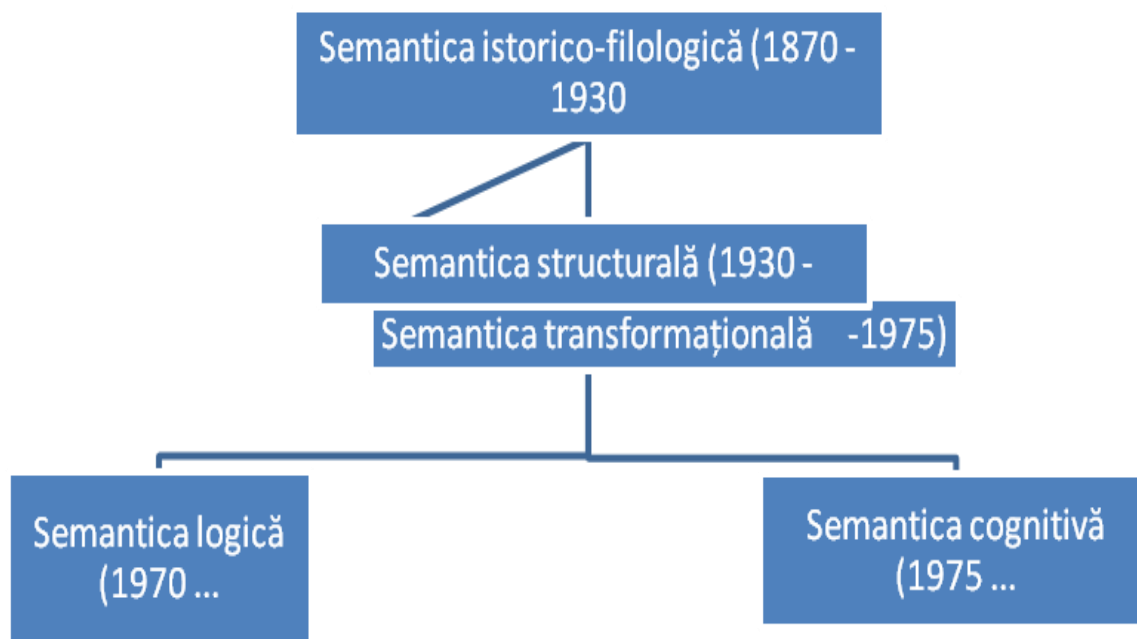 Semantica istorico-filologică (1870 -
1930
Semantica structurală (1930 -
Semantica transformațională -1975)
Semantica logică
(1970 ...
Semantica cognitivă
(1975 ...